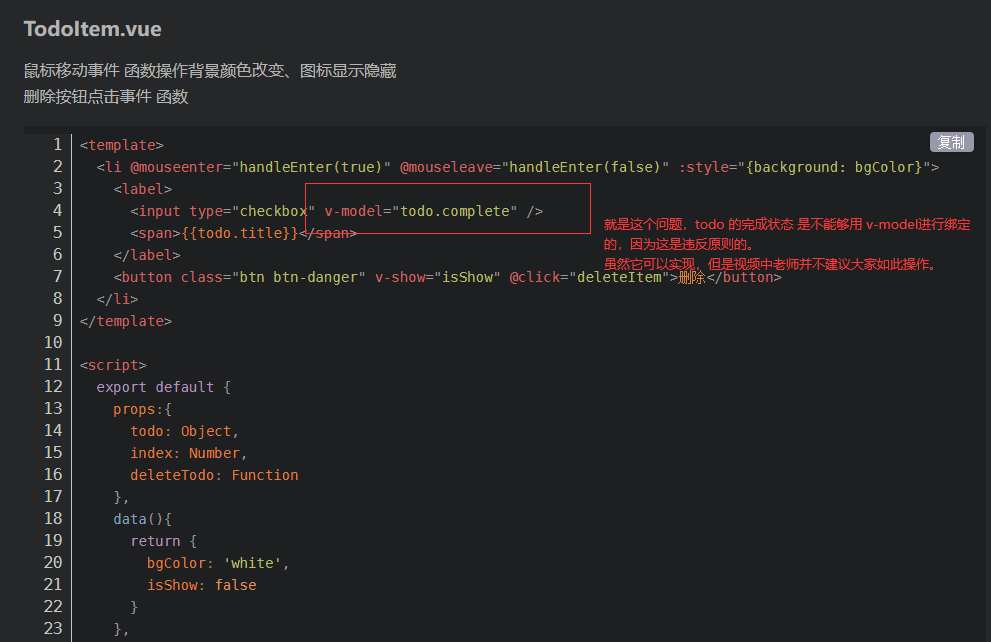 TodoItem.vue
鼠标移动事件 函数操作背景颜色改变、图标显示隐藏
删除按钮点击事件 函数
复制
1 <template>
2 <li @mouseenter="handleEnter(true)" @mouseleave="handleEnter(false)" :style="{background: bgColor}">
3 <label>
4 <input type="checkbox" v-model="todo.complete" />
5 <span>{{todo.title}}</span>
就是这个问题，todo 的完成状态 是不能够用 v-model进行绑定
的，因为这是违反原则的。
虽然它可以实现，但是视频中老师并不建议大家如此操作。
6 </label>
7 <button class="btn btn-danger" v-show="isShow" @click="deleteItem">删除</button>
8 </li>
9 </template>
10
11 <script>
12 export default {
13 props:{
14 todo: Object,
15 index: Number,
16 deleteTodo: Function
17 },
18 data(){
19 return {
20 bgColor: 'white',
21 isShow: false
22 }
23 },